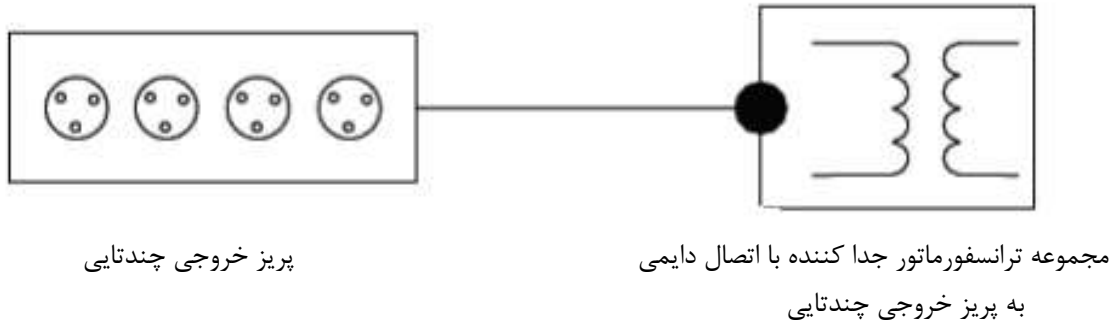 مجموعه ترانسفورماتور جدا کننده با اتصال دایمی
به پریز خروجی چندتایی
پریز خروجی چندتایی